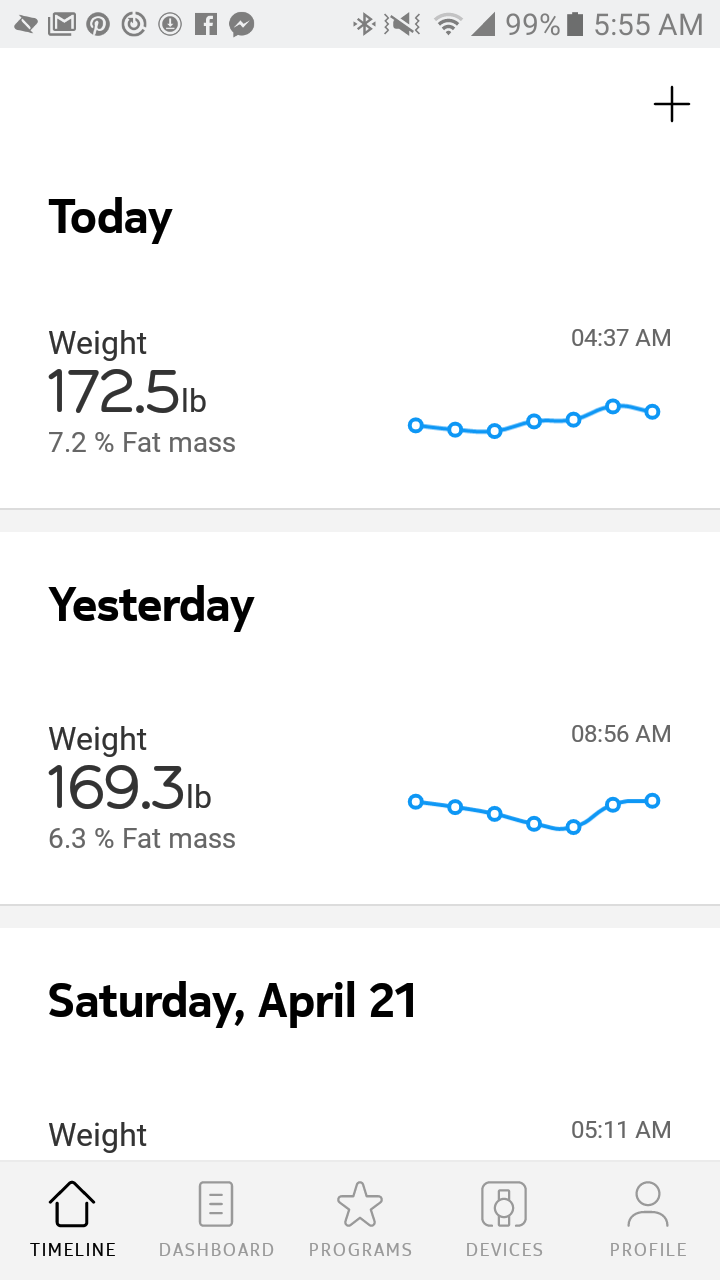 99% 5:55 AM
Today
Weight
04:37 AM
172.5lb
7.2 % Fat mass
Yesterday
Weight
08:56 AM
169.3lb
6.3 % Fat mass
Saturday, April 21
Weight
05:11 AM
TIMELINE DASHBOARD PROGRAMS DEVICES PROFILE